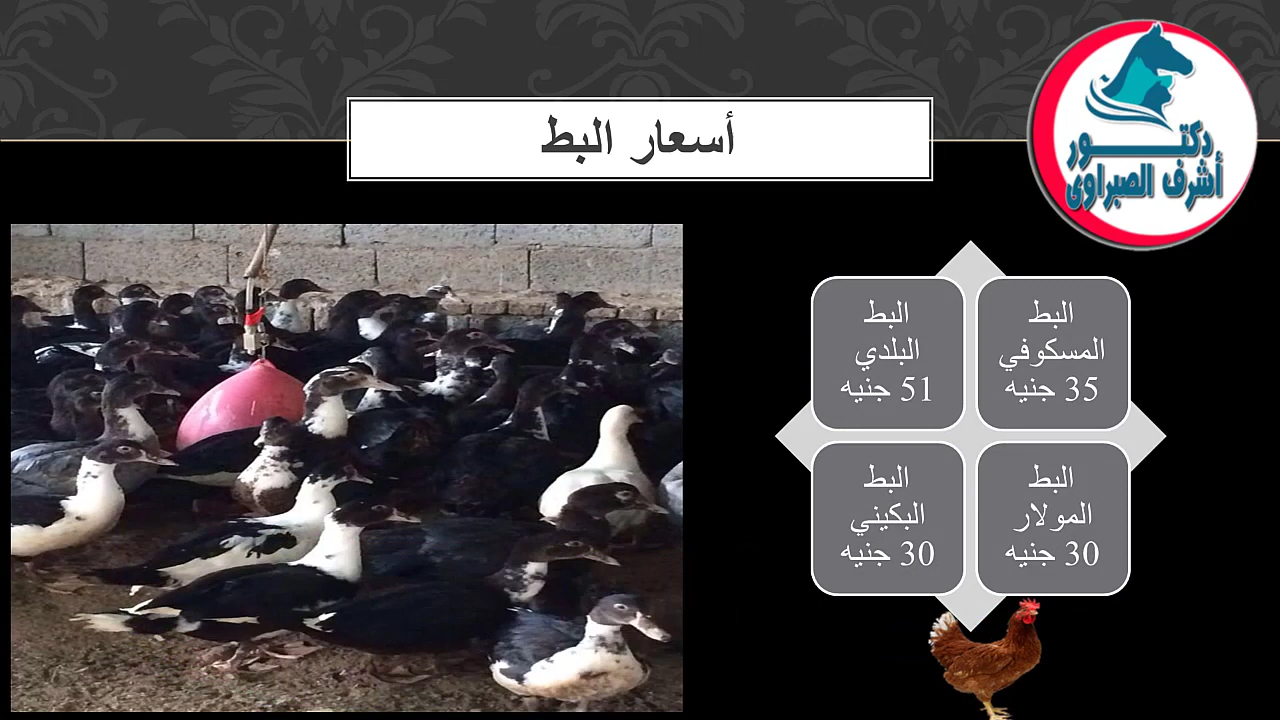 أسعار البط
دكتور
أشرف الصبراوى
البط
المسكوفي
35 جنيه
البط
البلدي
51 جنيه
البط
المولار
30 جنيه
البط
البكيني
30 جنيه